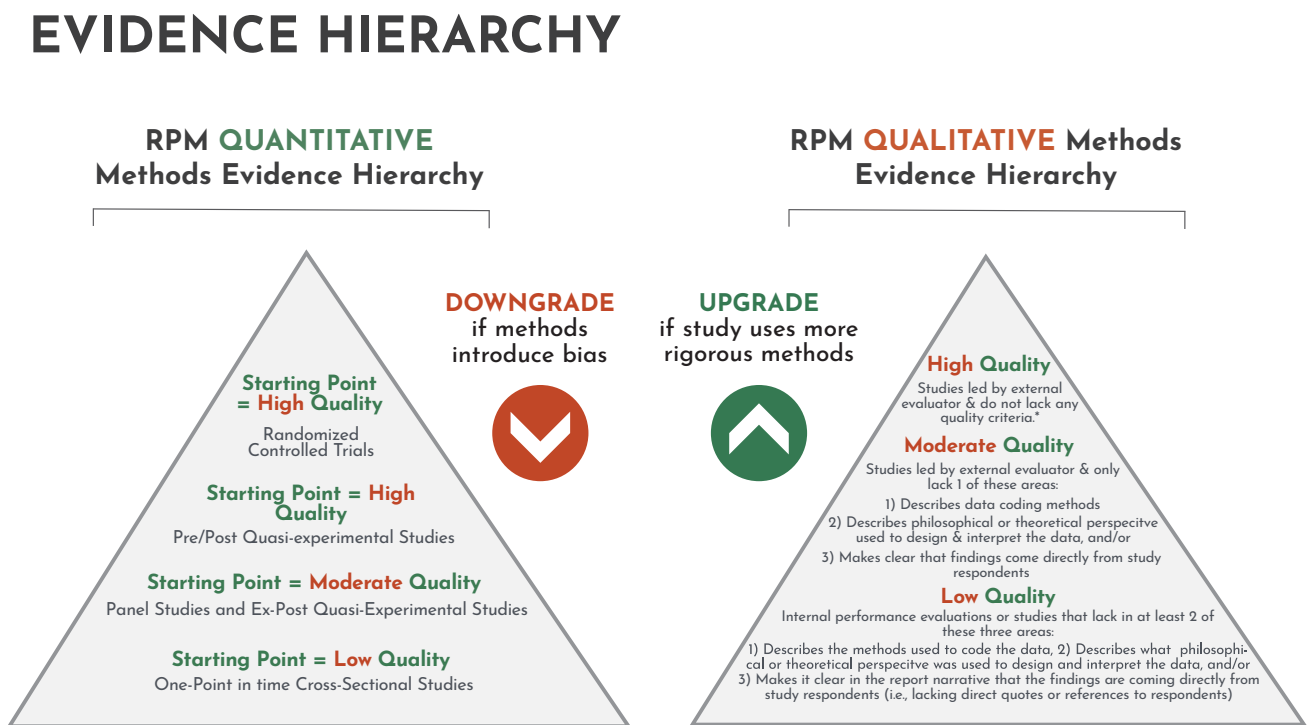 EVIDENCE HIERARCHY
RPM QUANTITATIVE
Methods Evidence Hierarchy
Starting Point
= High Quality
Randomized
Controlled Trials
Starting Point = High
Quality
Pre/Post Quasi-experimental Studies
Starting Point = Moderate Quality
Panel Studies and Ex-Post Quasi-Experimental Studies
Starting Point = Low Quality
One-Point in time Cross-Sectional Studies
DOWNGRADE
if methods
introduce bias
UPGRADE
if study uses more
rigorous methods
RPM QUALITATIVE Methods
Evidence Hierarchy
High Quality
Studies led by external
evaluator & do not lack any
quality criteria.*
Moderate Quality
Studies led by external evaluator & only
lack 1 of these areas:
1) Describes data coding methods
2) Describes philosophical or theoretical perspecitve
used to design & interpret the data, and/or
3) Makes clear that findings come directly from study
respondents
Low Quality
Internal performance evaluations or studies that lack in at least 2 of
these three areas:
1) Describes the methods used to code the data, 2) Describes what philosophi-
cal or theoretical perspecitve was used to design and interpret the data, and/or
3) Makes it clear in the report narrative that the findings are coming directly from
study respondents (i.e., lacking direct quotes or references to respondents)